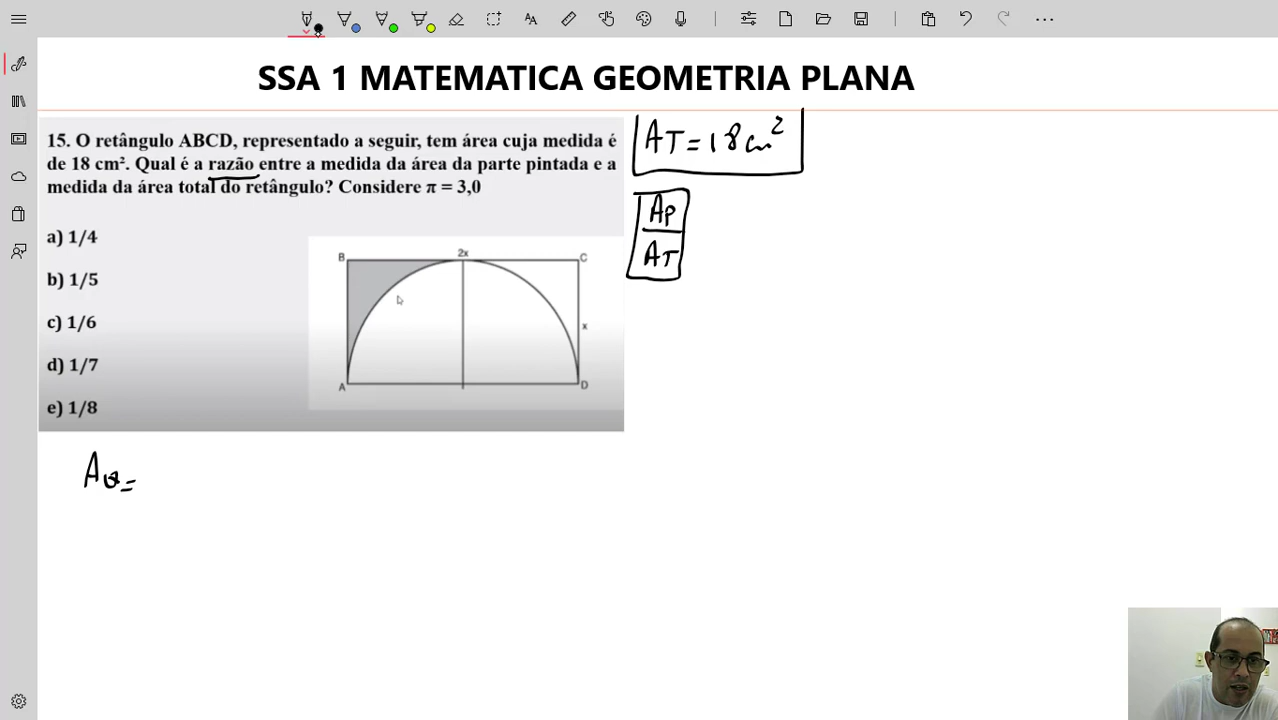 SSA 1 MATEMATICA GEOMETRIA PLANA
15. O retângulo ABCD, representado a seguir, tem área cuja medida é
de 18 cm². Qual é a razão entre a medida da área da parte pintada e a
medida da área total do retângulo? Considere π = 3,0
a) 1/4
b) 1/5
c) 1/6
d) 1/7
e) 1/8
B
2x
C
x
A
D
AT = 18 cm²
AP
AT